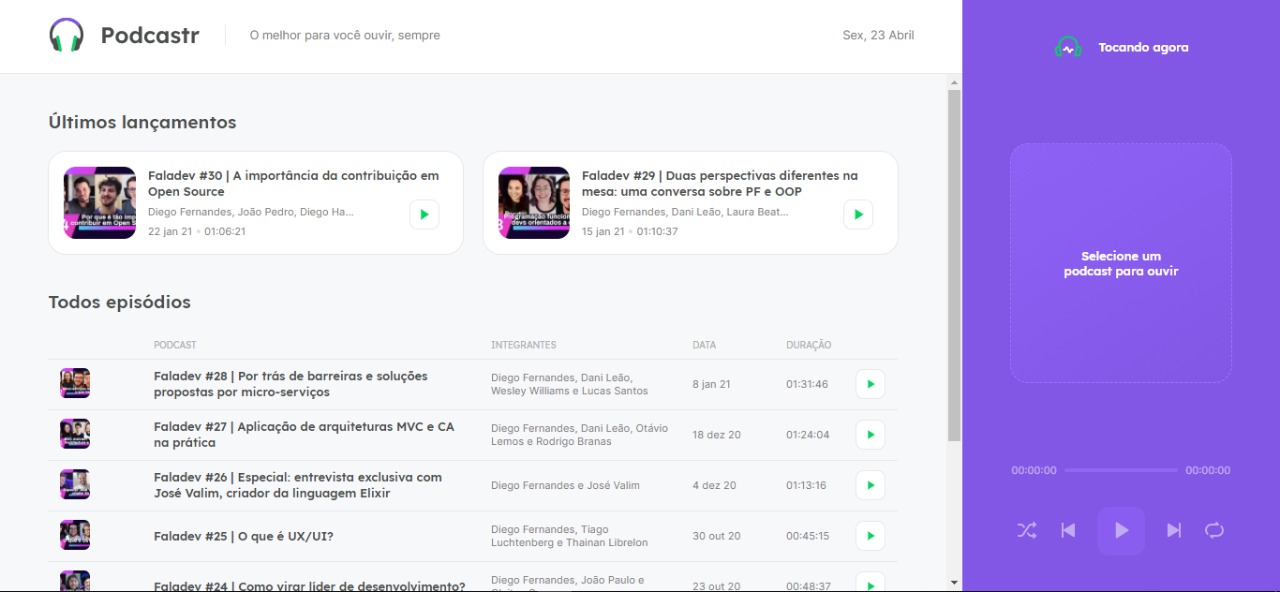 Podcastr
O melhor para você ouvir, sempre
Sex, 23 Abril
Tocando agora
Últimos lançamentos
Faladev #30 | A importância da contribuição em
Open Source
Diego Fernandes, João Pedro, Diego Ha...
22 jan 21 • 01:06:21
Faladev #29 | Duas perspectivas diferentes na
mesa: uma conversa sobre PF e OOP
Diego Fernandes, Dani Leão, Laura Beat...
15 jan 21 • 01:10:37
Selecione um
podcast para ouvir
Todos episódios
PODCAST INTEGRANTES DATA DURAÇÃO
Faladev #28 | Por trás de barreiras e soluções
propostas por micro-serviços
Diego Fernandes, Dani Leão,
Wesley Williams e Lucas Santos
8 jan 21
01:31:46
Faladev #27 | Aplicação de arquiteturas MVC e CA
na prática
Diego Fernandes, Dani Leão, Otávio
Lemos e Rodrigo Branas
18 dez 20
01:24:04
Faladev #26 | Especial: entrevista exclusiva com
José Valim, criador da linguagem Elixir
Diego Fernandes e José Valim
4 dez 20
01:13:16
Faladev #25 | O que é UX/UI?
Diego Fernandes, Tiago
Luchtenberg e Thainan Librelon
30 out 20
00:45:15
Faladev #24 | Como virar líder de desenvolvimento?
Diego Fernandes, João Paulo e
23 out 20
00:48:37
00:00:00
00:00:00